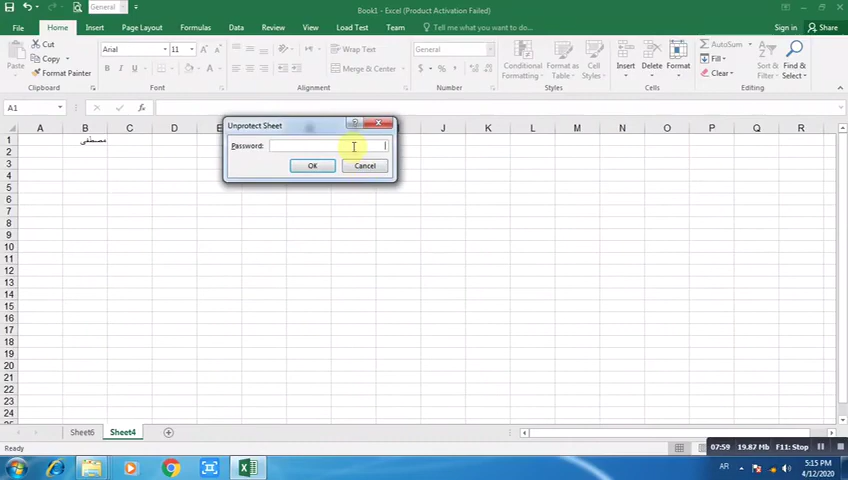 General
Book1 - Excel (Product Activation Failed)
File Home Insert Page Layout Formulas Data Review View Load Test Team Tell me what you want to do... Sign in Share
Cut
Copy
Format Painter
Paste
Clipboard
Arial 11
B I U
Font
Wrap Text
Merge & Center
Alignment
General
$ % ,
Number
Conditional Formatting
Format as Table
Cell Styles
Styles
Insert Delete Format
Cells
AutoSum
Fill
Clear
Sort & Filter
Find & Select
Editing
A1 fx
A B C D E J K L M N O P Q R
1 مصطفى
2
3
4
5
6
7
8
9
10
11
12
13
14
15
16
17
18
19
20
21
22
23
24
Unprotect Sheet
Password:
OK Cancel
Sheet6 Sheet4
Ready
07:59 19.87 Mb F11: Stop
AR 5:15 PM
4/12/2020